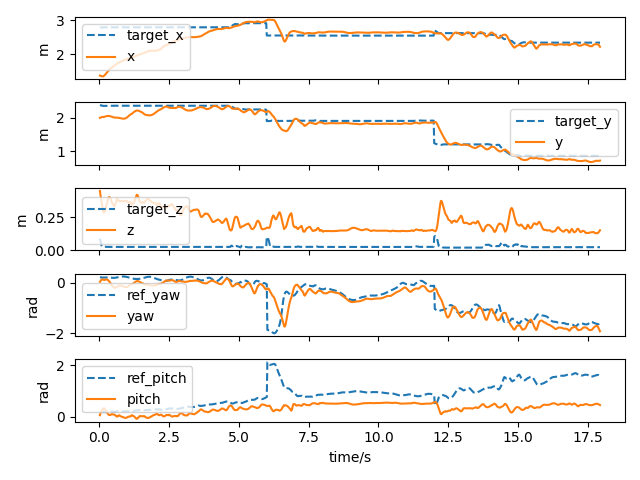 3
2
m
target_x
x
2
1
m
target_y
y
0.25
0.00
m
target_z
z
0
−2
rad
ref_yaw
yaw
2
0
rad
ref_pitch
pitch
0.0 2.5 5.0 7.5 10.0 12.5 15.0 17.5
time/s